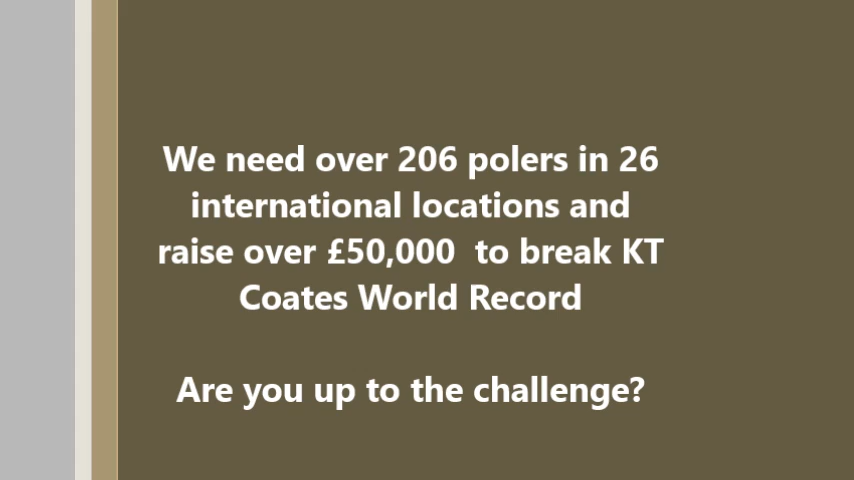 We need over 206 polers in 26
international locations and
raise over £50,000  to break KT
Coates World Record
Are you up to the challenge?